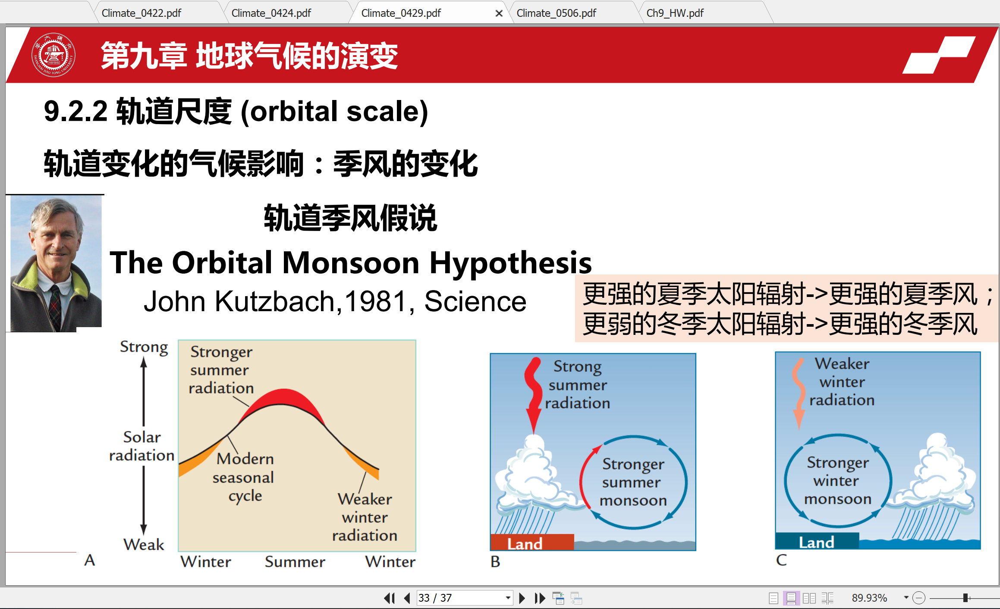 Climate_0422.pdf
Climate_0424.pdf
Climate_0429.pdf
Climate_0506.pdf
Ch9_HW.pdf
SHANGHAI JIAO TONG UNIVERSITY
1896
第九章 地球气候的演变
9.2.2 轨道尺度 (orbital scale)
轨道变化的气候影响：季风的变化
轨道季风假说
The Orbital Monsoon Hypothesis
John Kutzbach,1981, Science
更强的夏季太阳辐射->更强的夏季风；
更弱的冬季太阳辐射->更强的冬季风
Strong
Solar
radiation
Weak
Stronger
summer
radiation
Modern
seasonal
cycle
Weaker
winter
radiation
Winter
Summer
Winter
A
Strong
summer
radiation
Stronger
summer
monsoon
Land
B
Weaker
winter
radiation
Stronger
winter
monsoon
Land
C
33 / 37
89.93%